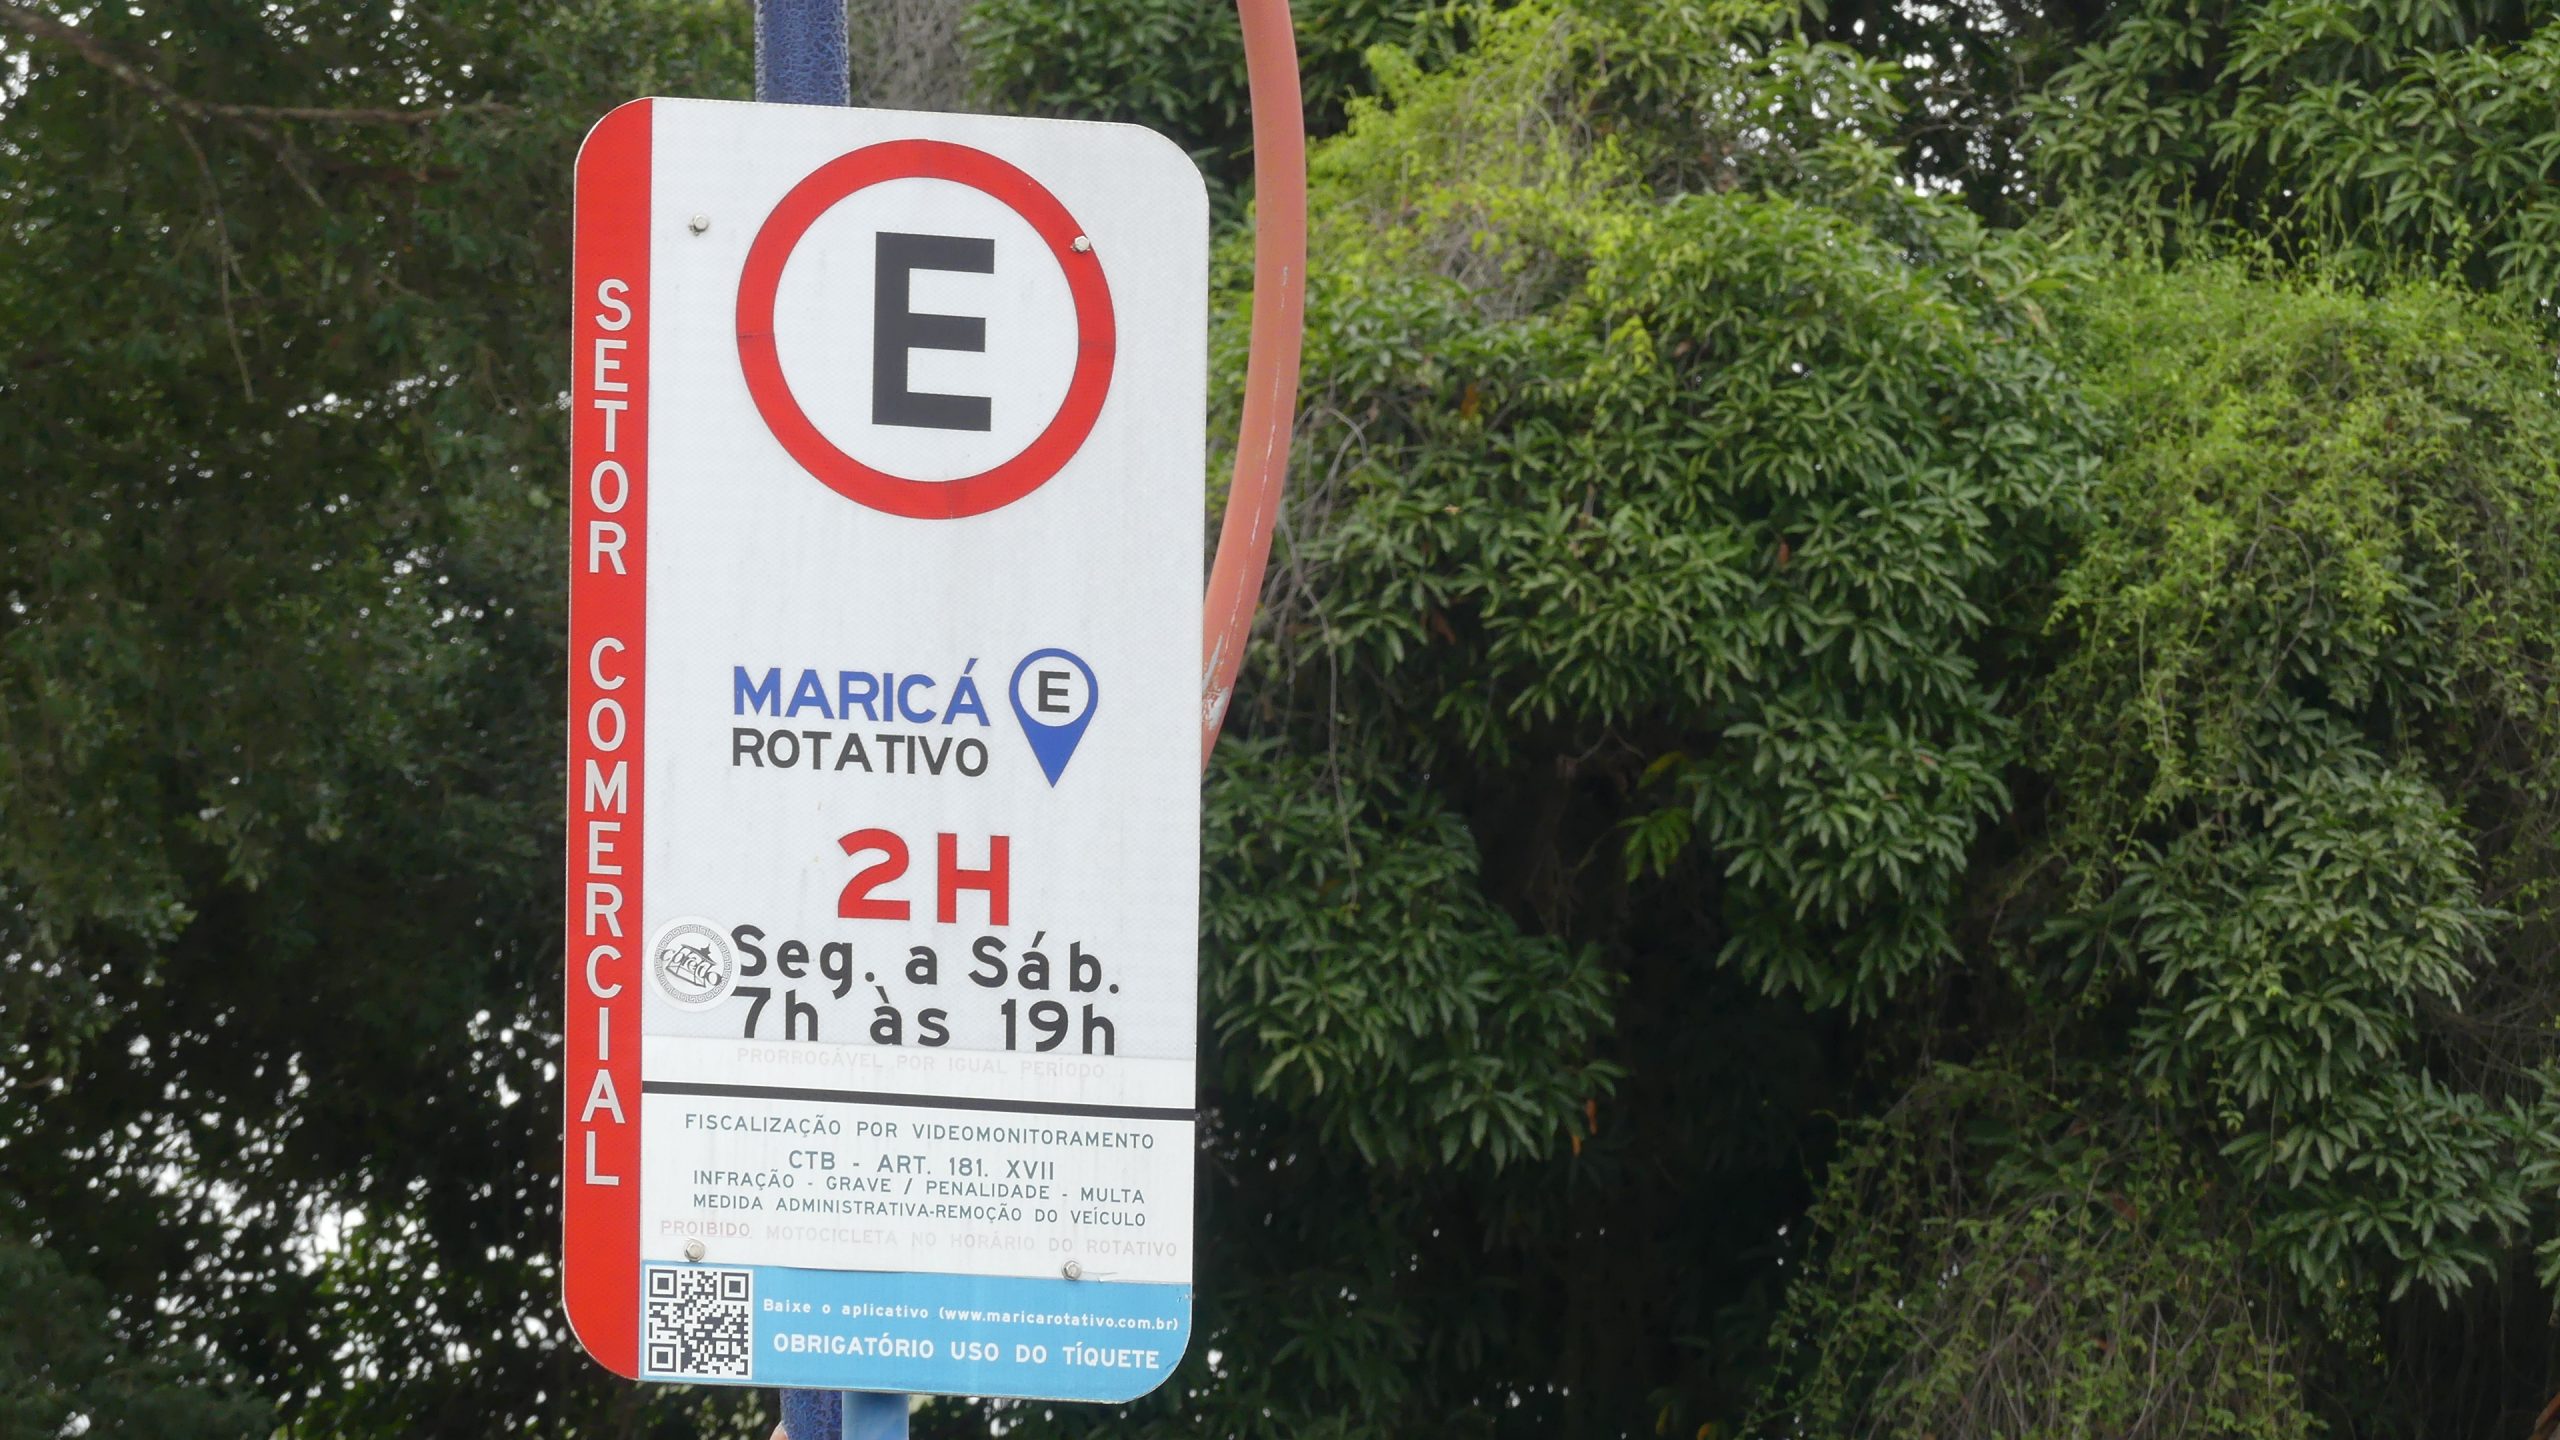 SETOR COMERCIAL
E
MARICÁ
E
ROTATIVO
2H
Seg. a Sáb.
7h às 19h
PRORROGÁVEL POR IGUAL PERÍODO
FISCALIZAÇÃO POR VIDEOMONITORAMENTO
CTB - ART. 181. XVII
INFRAÇÃO - GRAVE / PENALIDADE - MULTA
MEDIDA ADMINISTRATIVA-REMOÇÃO DO VEÍCULO
PROIBIDO MOTOCICLETA NO HORÁRIO DO ROTATIVO
Baixe o aplicativo (www.maricarotativo.com.br)
OBRIGATÓRIO USO DO TÍQUETE